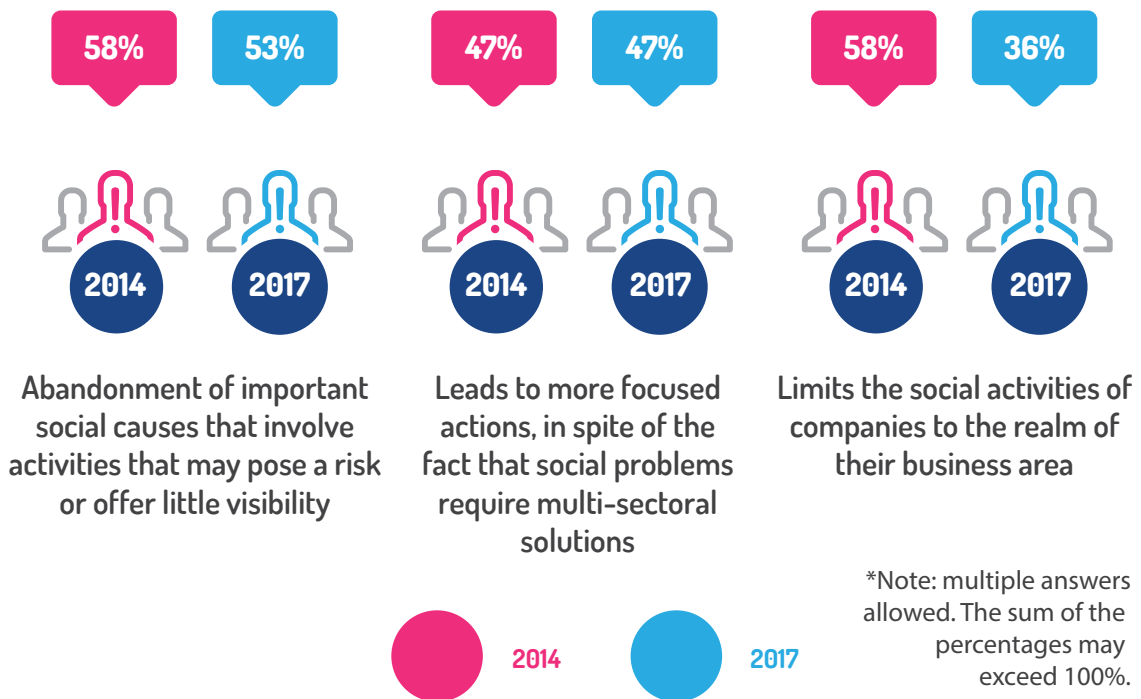 58%
53%
47%
47%
58%
36%
2014
2017
2014
2017
2014
2017
Abandonment of important
social causes that involve
activities that may pose a risk
or offer little visibility
Leads to more focused
actions, in spite of the
fact that social problems
require multi-sectoral
solutions
Limits the social activities of
companies to the realm of
their business area
*Note: multiple answers
allowed. The sum of the
percentages may
exceed 100%.
2014
2017